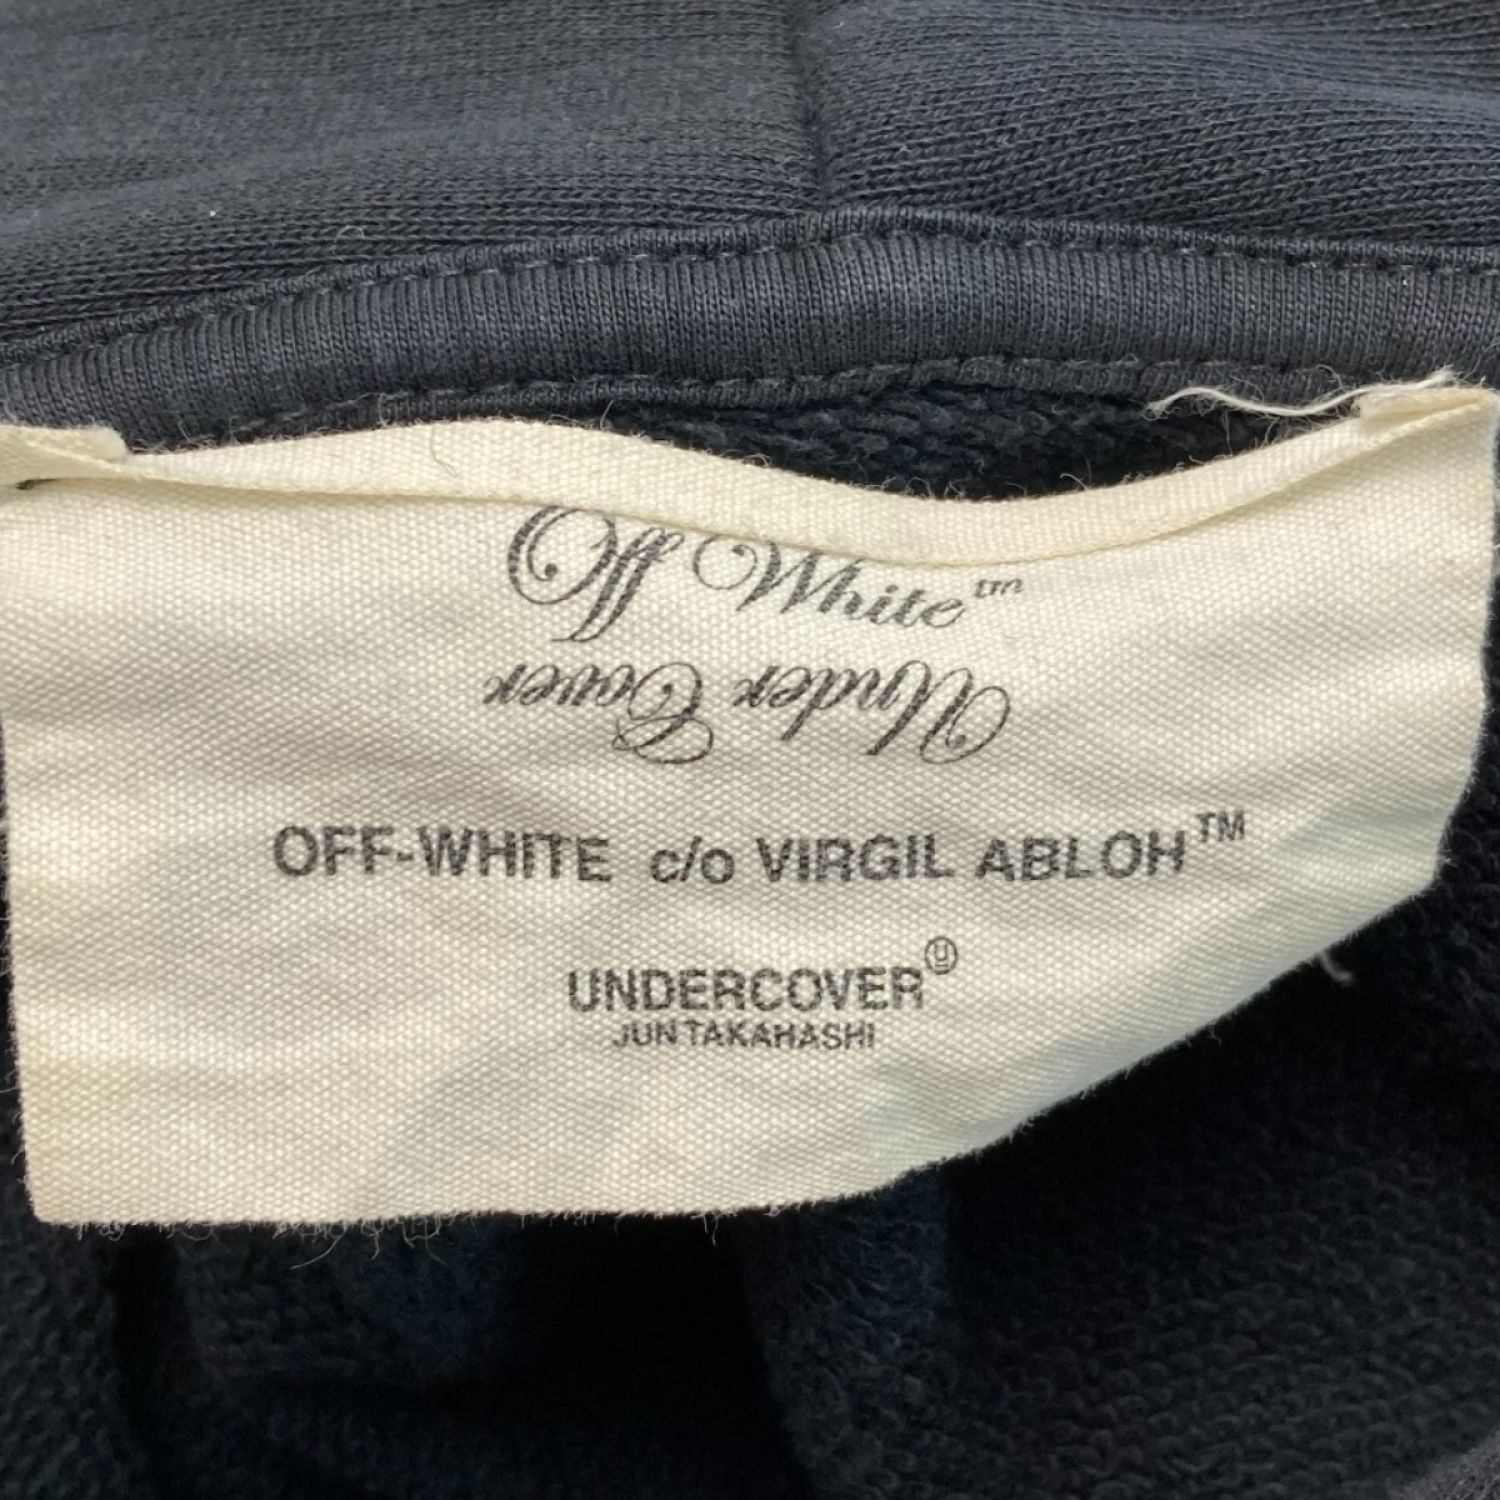 Off White™
Under Cover
OFF-WHITE c/o VIRGIL ABLOH™
UNDERCOVER Ⓤ
JUN TAKAHASHI